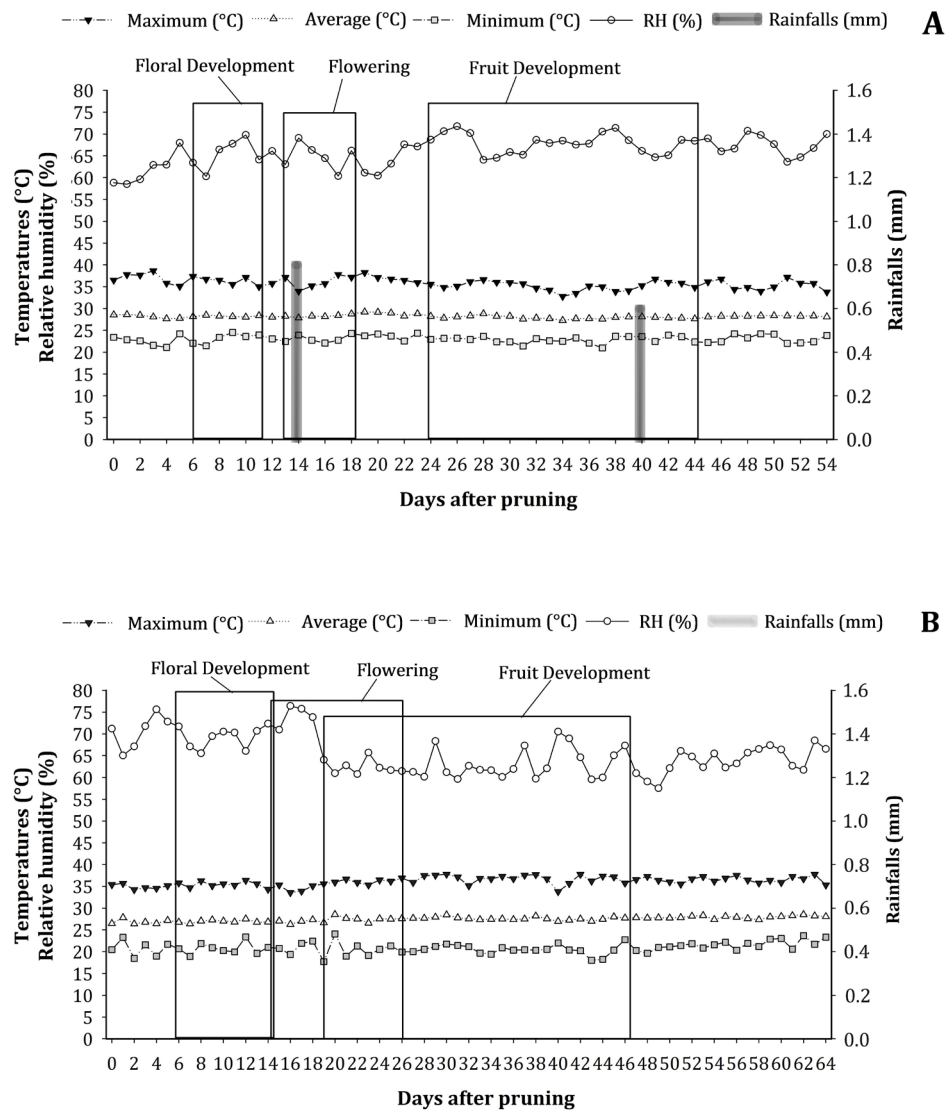 Maximum (°C) Average (°C) Minimum (°C) RH (%) Rainfalls (mm) A
Floral Development Flowering Fruit Development
80 75 70 65 60 55 50 45 40 35 30 25 20 15 10 5 0
Temperatures (°C)
Relative humidity (%)
1.6 1.4 1.2 1.0 0.8 0.6 0.4 0.2 0.0
Rainfalls (mm)
0 2 4 6 8 10 12 14 16 18 20 22 24 26 28 30 32 34 36 38 40 42 44 46 48 50 52 54
Days after pruning
Maximum (°C) Average (°C) Minimum (°C) RH (%) Rainfalls (mm) B
Floral Development Flowering Fruit Development
80 75 70 65 60 55 50 45 40 35 30 25 20 15 10 5 0
Temperatures (°C)
Relative humidity (%)
1.6 1.4 1.2 1.0 0.8 0.6 0.4 0.2 0.0
Rainfalls (mm)
0 2 4 6 8 10 12 14 16 18 20 22 24 26 28 30 32 34 36 38 40 42 44 46 48 50 52 54 56 58 60 62 64
Days after pruning